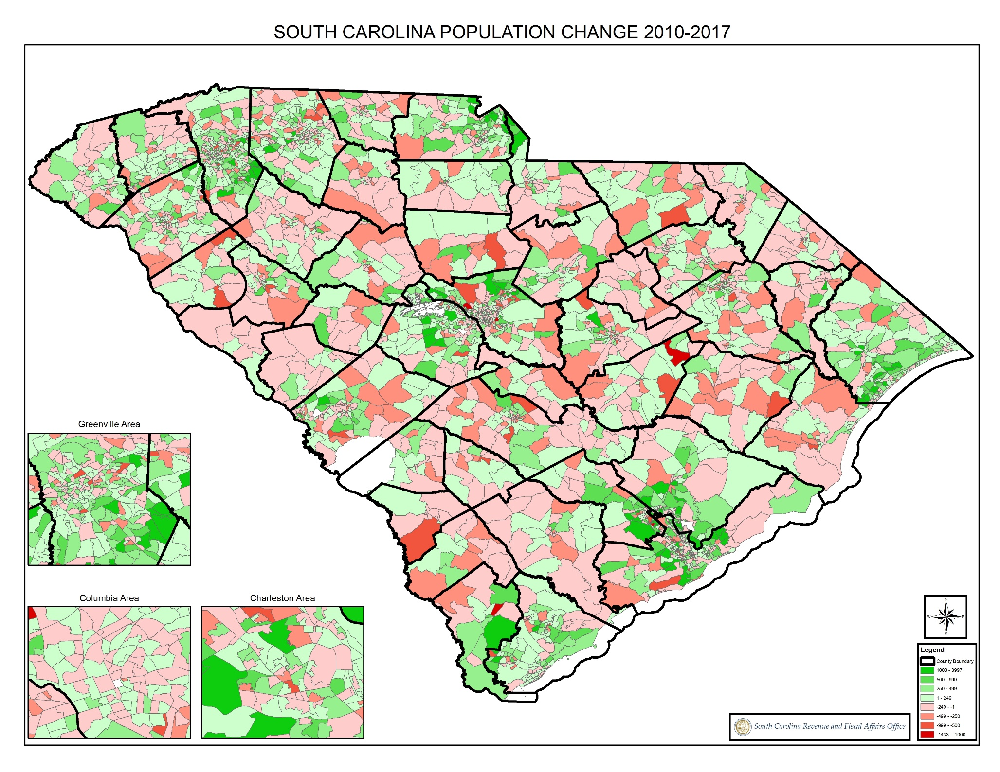 SOUTH CAROLINA POPULATION CHANGE 2010-2017
Greenville Area
Columbia Area
Charleston Area
N
W
E
S
Legend
County Boundary
1000 - 3997
500 - 999
250 - 499
1 - 249
-249 - -1
-499 - -250
-999 - -500
-1433 - -1000
South Carolina Revenue and Fiscal Affairs Office